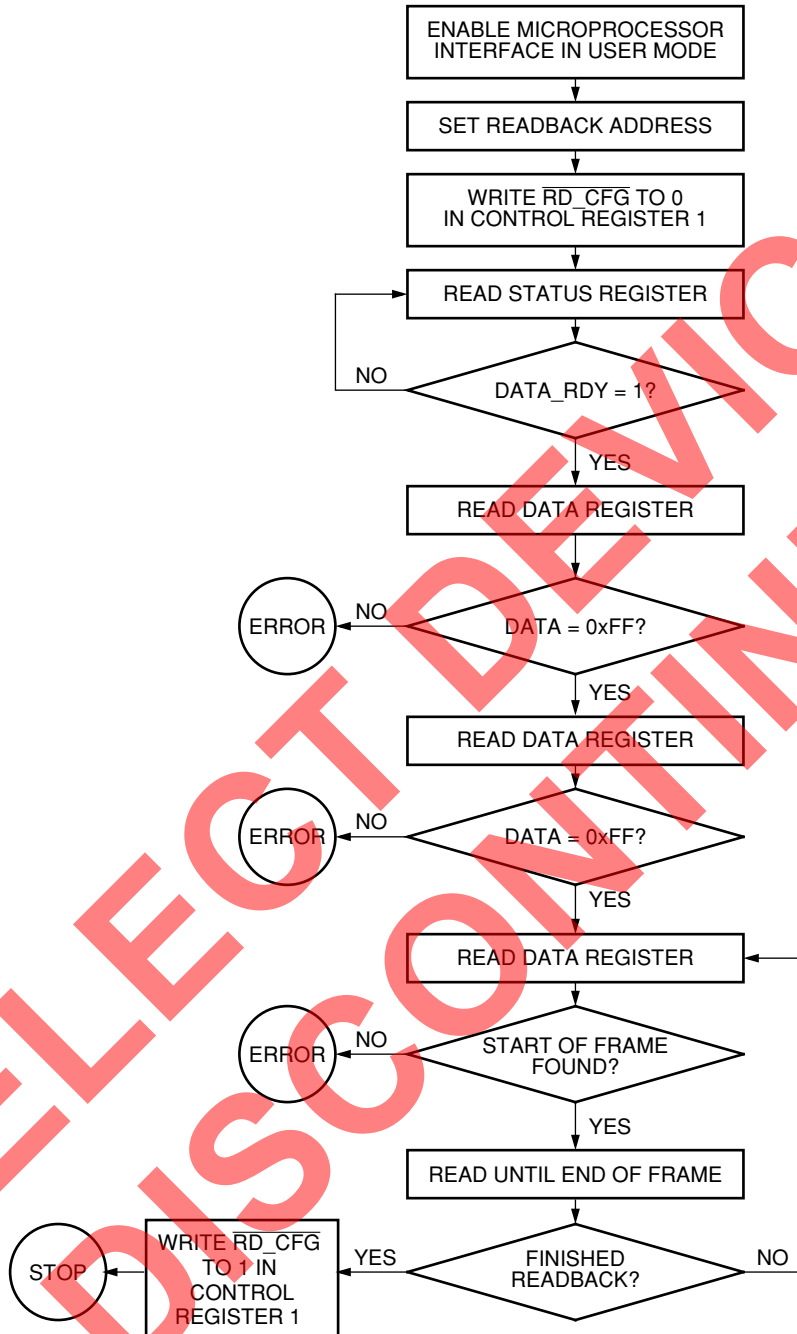 ENABLE MICROPROCESSOR
INTERFACE IN USER MODE
SET READBACK ADDRESS
WRITE RD_CFG TO 0
IN CONTROL REGISTER 1
READ STATUS REGISTER
NO
DATA_RDY = 1?
YES
READ DATA REGISTER
ERROR
NO
DATA = 0xFF?
YES
READ DATA REGISTER
ERROR
NO
DATA = 0xFF?
YES
READ DATA REGISTER
ERROR
NO
START OF FRAME
FOUND?
YES
READ UNTIL END OF FRAME
STOP
WRITE RD_CFG
TO 1 IN
CONTROL
REGISTER 1
YES
FINISHED
READBACK?
NO
ELECT DEVIC
DISCONTIN